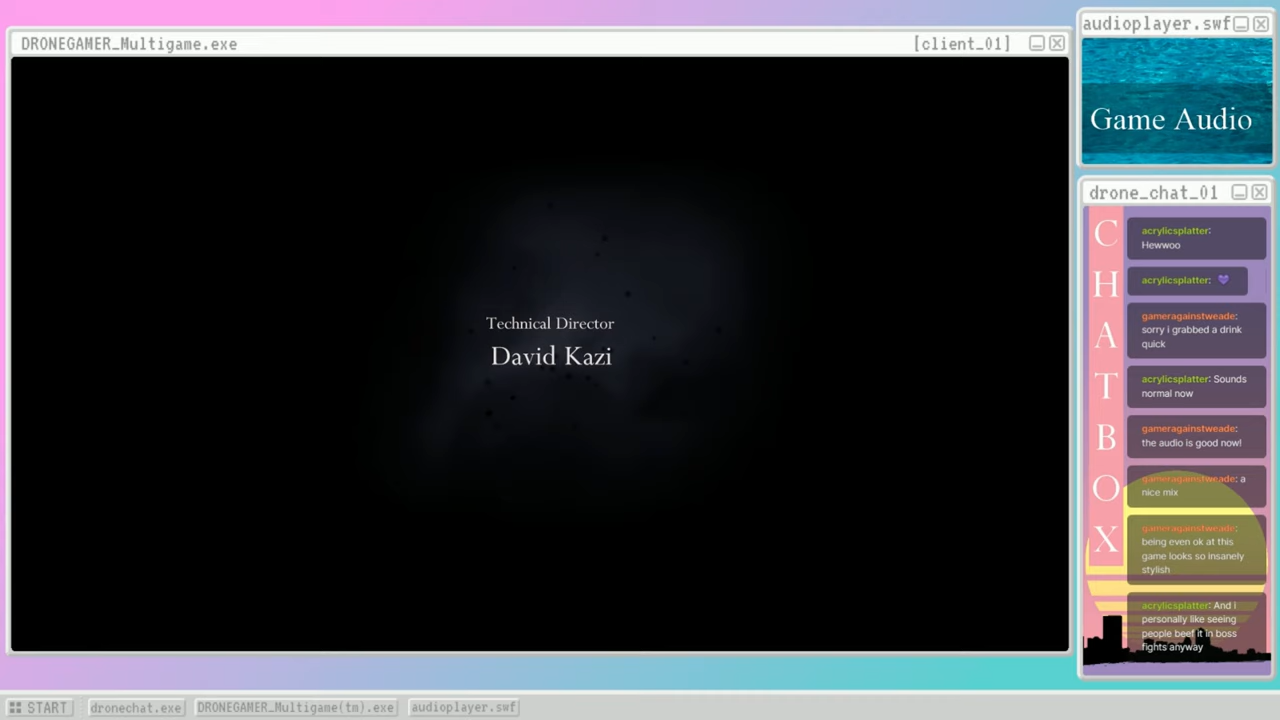 DRONEGAMER_Multigame.exe
[client_01]
Technical Director
David Kazi
audioplayer.swf
Game Audio
drone_chat_01
CHATBOX
acrylicsplatter:
Hewwoo
acrylicsplatter: 💜
gameragainstweade:
sorry i grabbed a drink
quick
acrylicsplatter: Sounds
normal now
gameragainstweade:
the audio is good now!
gameragainstweade: a
nice mix
gameragainstweade:
being even ok at this
game looks so insanely
stylish
acrylicsplatter: And i
personally like seeing
people beef it in boss
fights anyway
START
dronechat.exe
DRONEGAMER_Multigame(tm).exe
audioplayer.swf